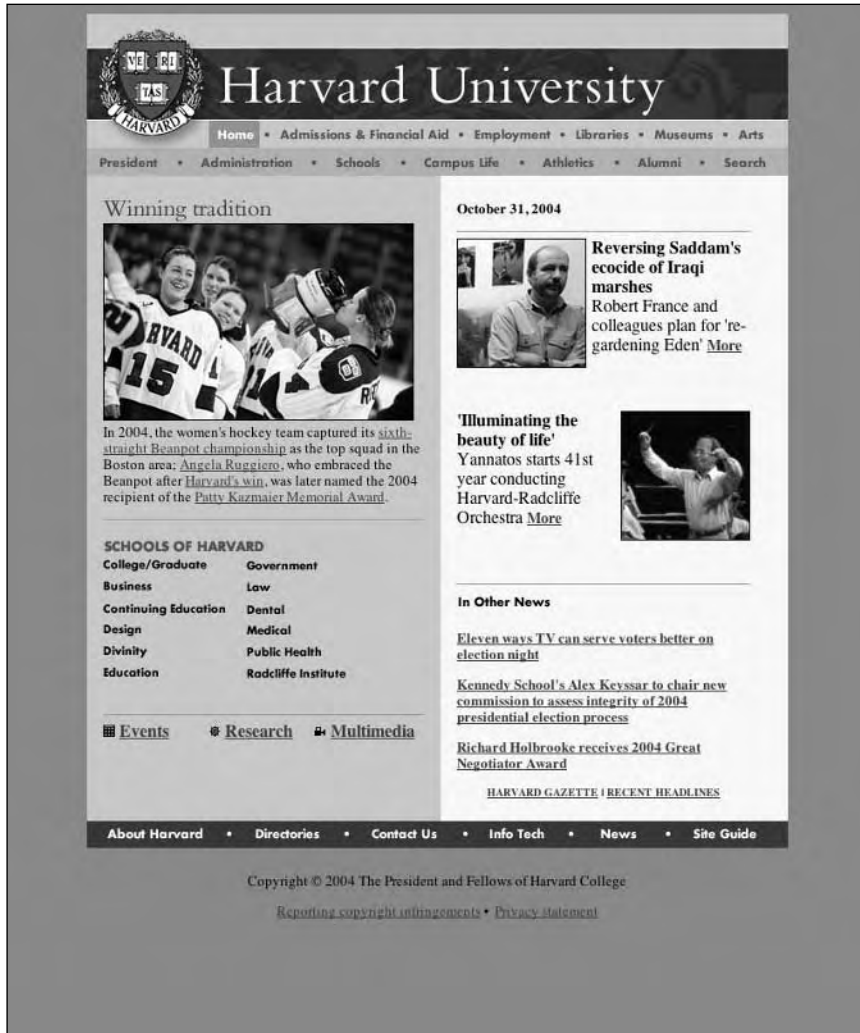 VE RI
TAS
HARVARD
Harvard University
Home • Admissions & Financial Aid • Employment • Libraries • Museums • Arts
President • Administration • Schools • Campus Life • Athletics • Alumni • Search
Winning tradition
HARVARD
15
In 2004, the women's hockey team captured its sixth-
straight Beanpot championship as the top squad in the
Boston area; Angela Ruggiero, who embraced the
Beanpot after Harvard's win, was later named the 2004
recipient of the Patty Kazmaier Memorial Award.
SCHOOLS OF HARVARD
College/Graduate Government
Business Law
Continuing Education Dental
Design Medical
Divinity Public Health
Education Radcliffe Institute
Events Research Multimedia
October 31, 2004
Reversing Saddam's
ecocide of Iraqi
marshes
Robert France and
colleagues plan for 're-
gardening Eden' More
'Illuminating the
beauty of life'
Yannatos starts 41st
year conducting
Harvard-Radcliffe
Orchestra More
In Other News
Eleven ways TV can serve voters better on
election night
Kennedy School's Alex Keyssar to chair new
commission to assess integrity of 2004
presidential election process
Richard Holbrooke receives 2004 Great
Negotiator Award
HARVARD GAZETTE | RECENT HEADLINES
About Harvard • Directories • Contact Us • Info Tech • News • Site Guide
Copyright © 2004 The President and Fellows of Harvard College
Reporting copyright infringements • Privacy statement